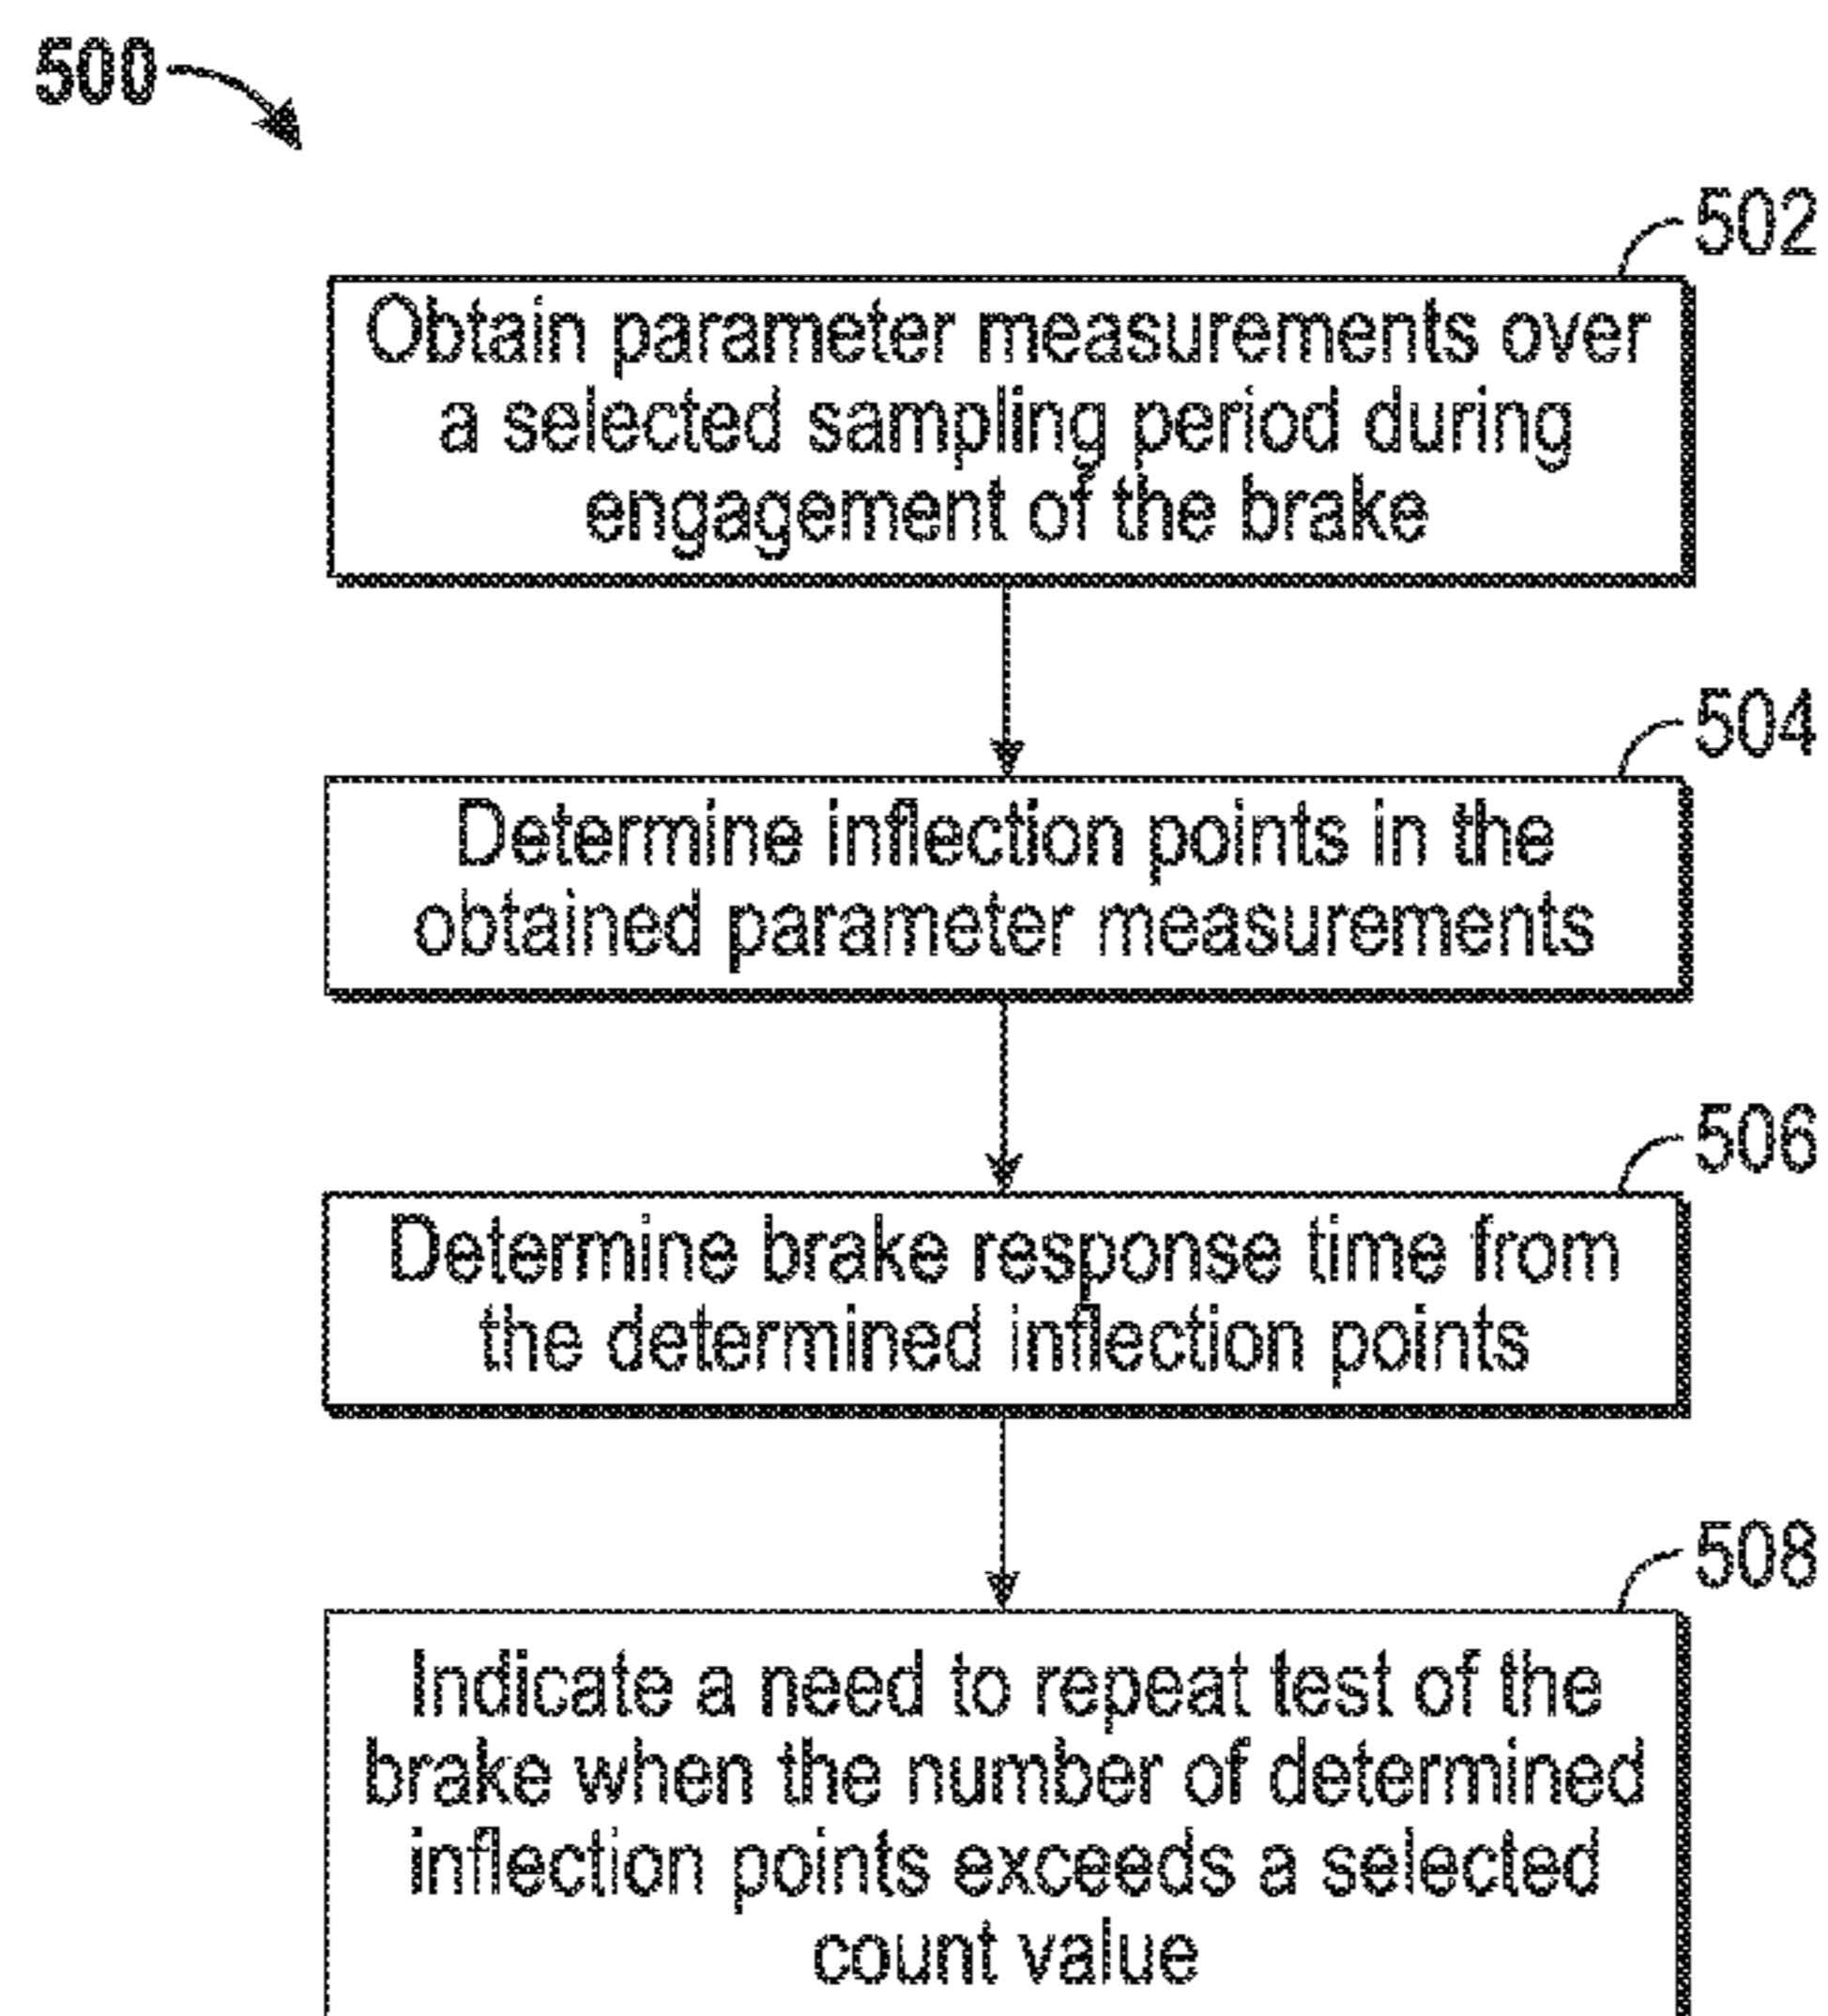 500
502
Obtain parameter measurements over
a selected sampling period during
engagement of the brake
504
Determine inflection points in the
obtained parameter measurements
506
Determine brake response time from
the determined inflection points
508
Indicate a need to repeat test of the
brake when the number of determined
inflection points exceeds a selected
count value